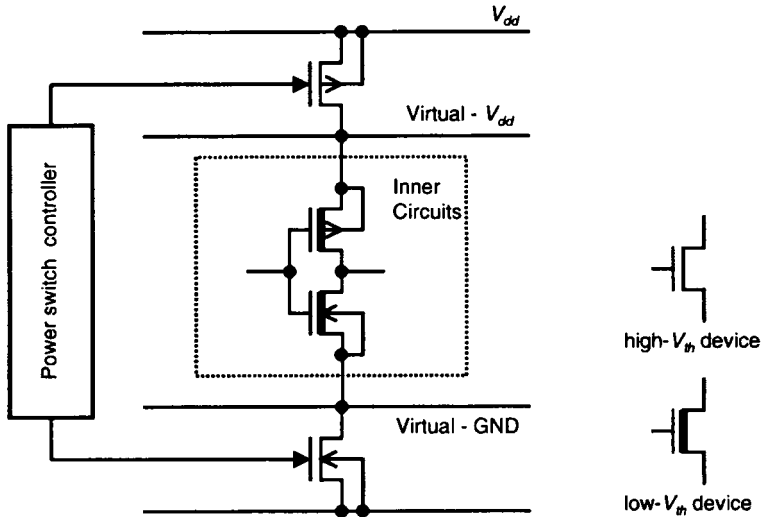 V_dd
Virtual - V_dd
Inner
Circuits
Power switch controller
high-V_th device
Virtual - GND
low-V_th device